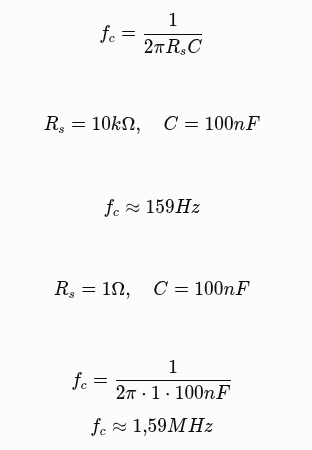 f_c = \frac{1}{2\pi R_s C}
R_s = 10k\Omega, \quad C = 100nF
f_c \approx 159Hz
R_s = 1\Omega, \quad C = 100nF
f_c = \frac{1}{2\pi \cdot 1 \cdot 100nF}
f_c \approx 1,59MHz